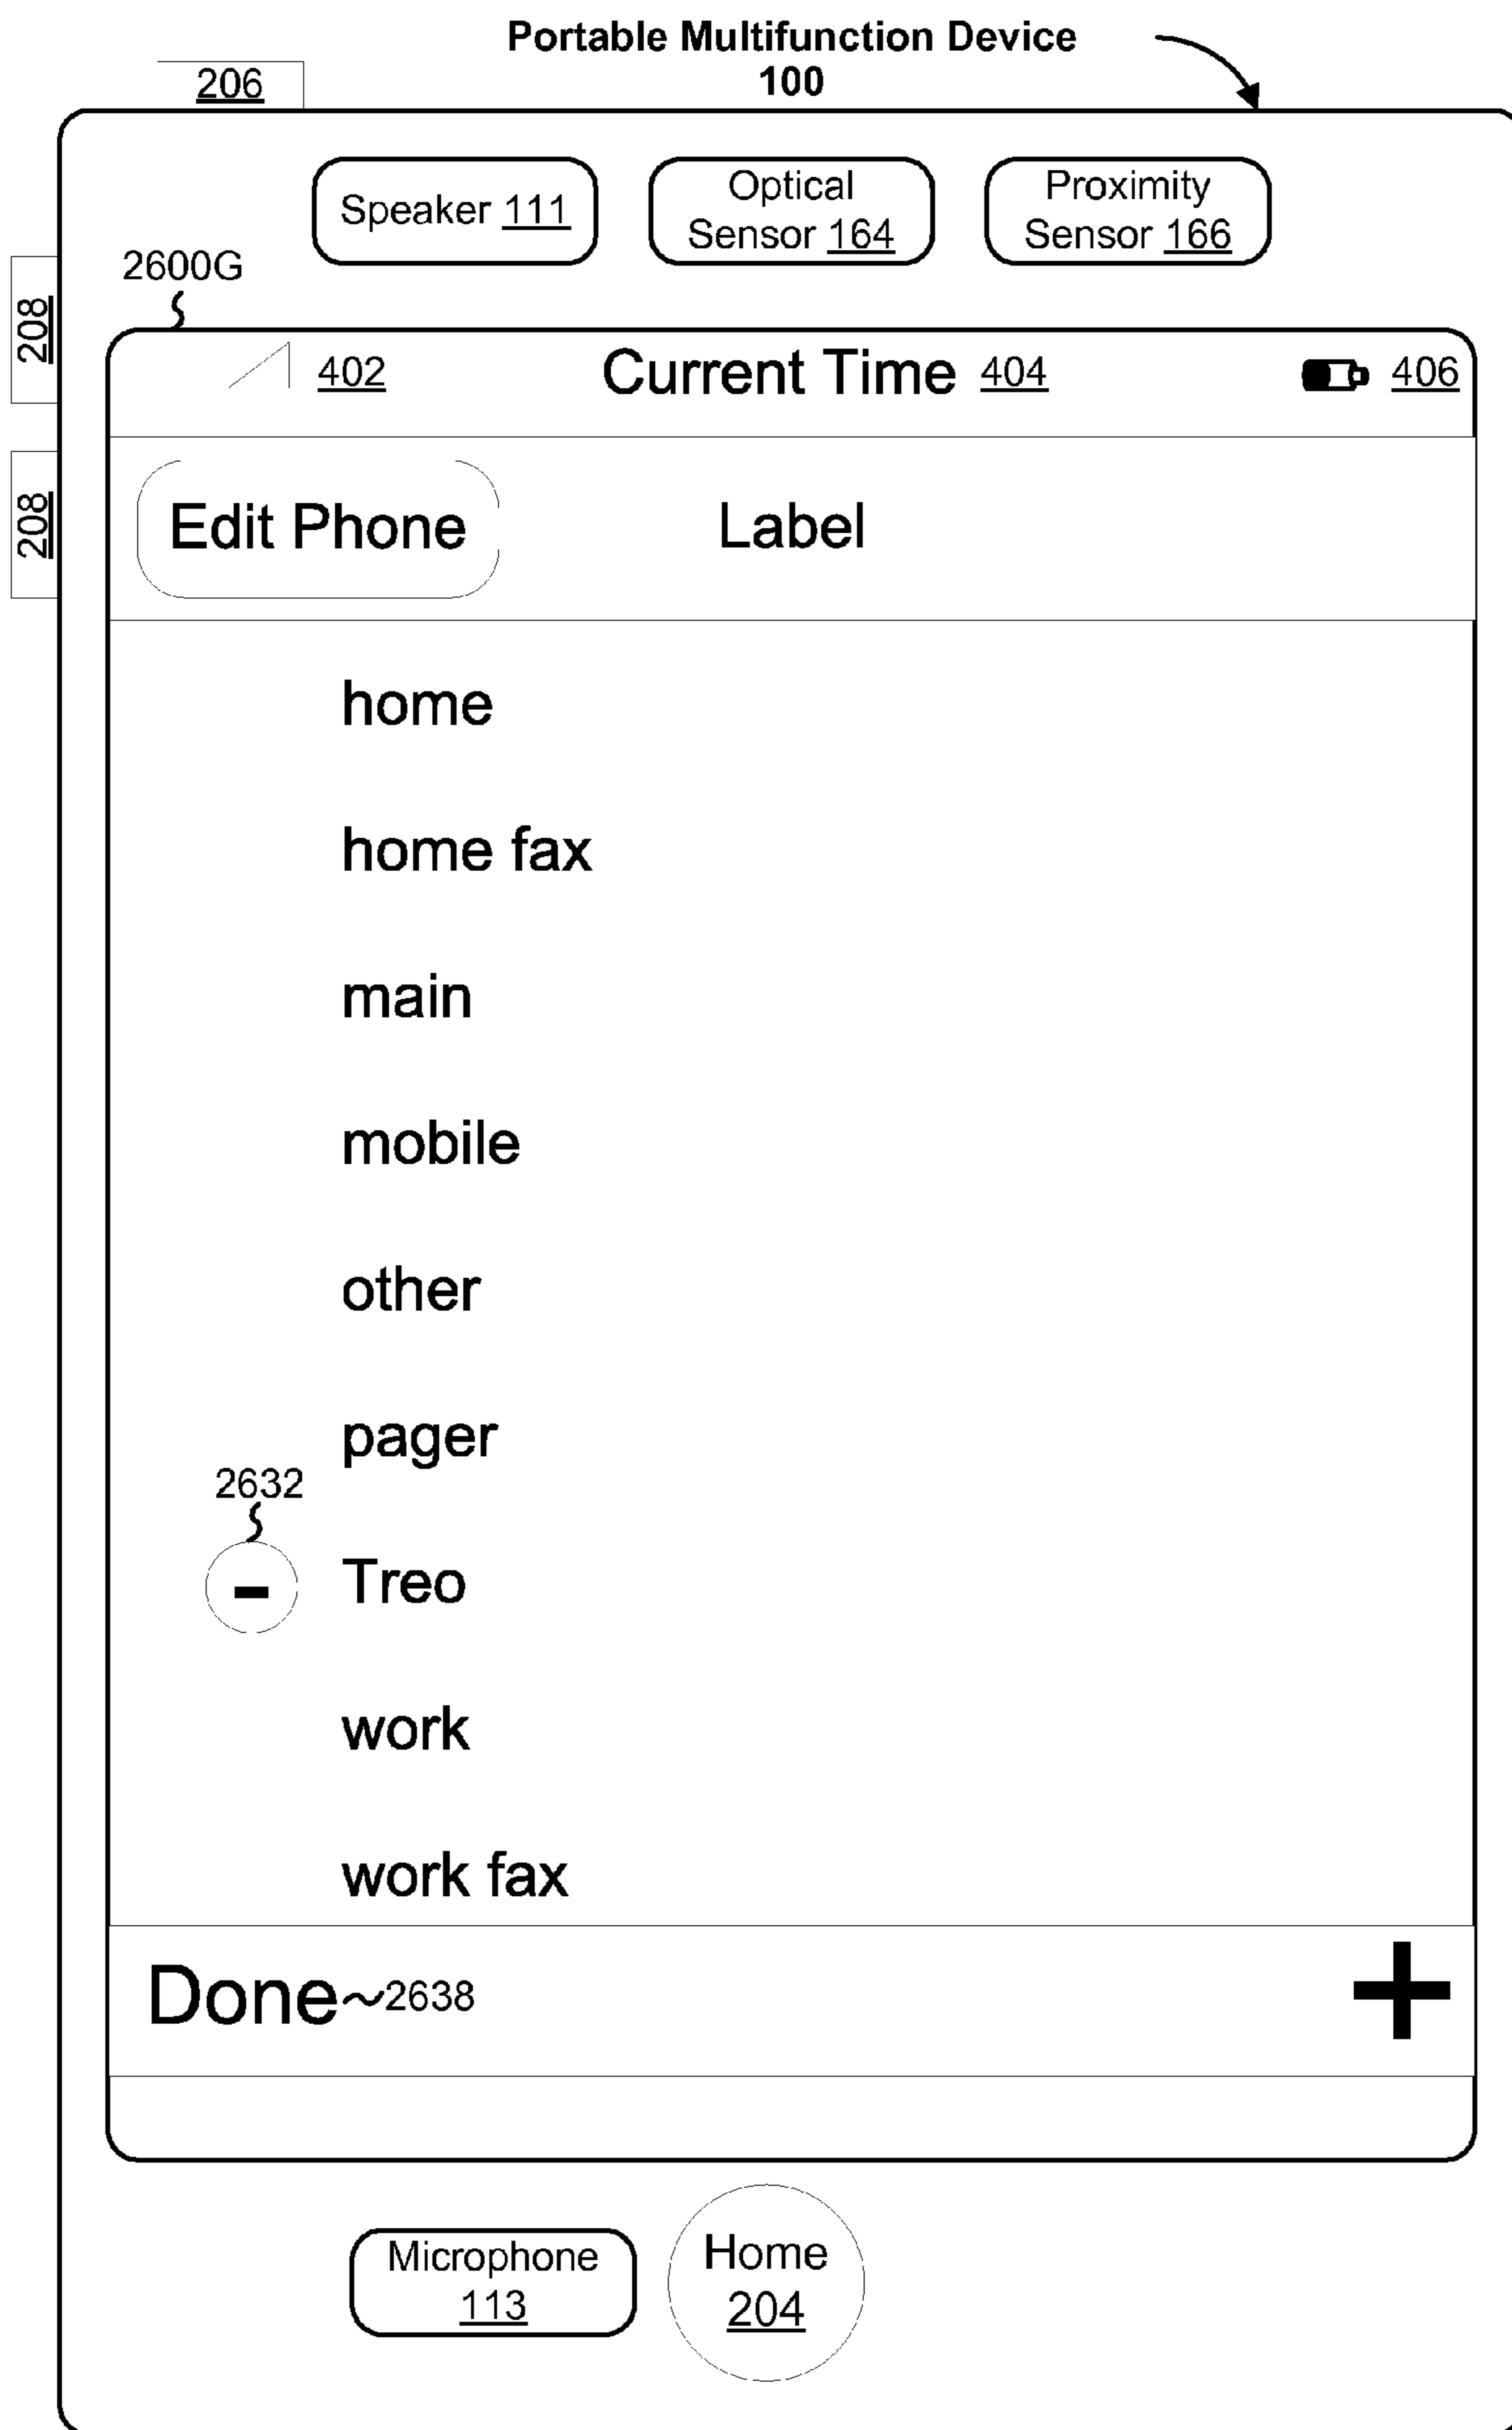 Portable Multifunction Device
100
206
Speaker 111
Optical
Sensor 164
Proximity
Sensor 166
2600G
208
402
Current Time 404
406
208
Edit Phone
Label
home
home fax
main
mobile
other
pager
2632
- Treo
work
work fax
Done~2638
+
Microphone
113
Home
204